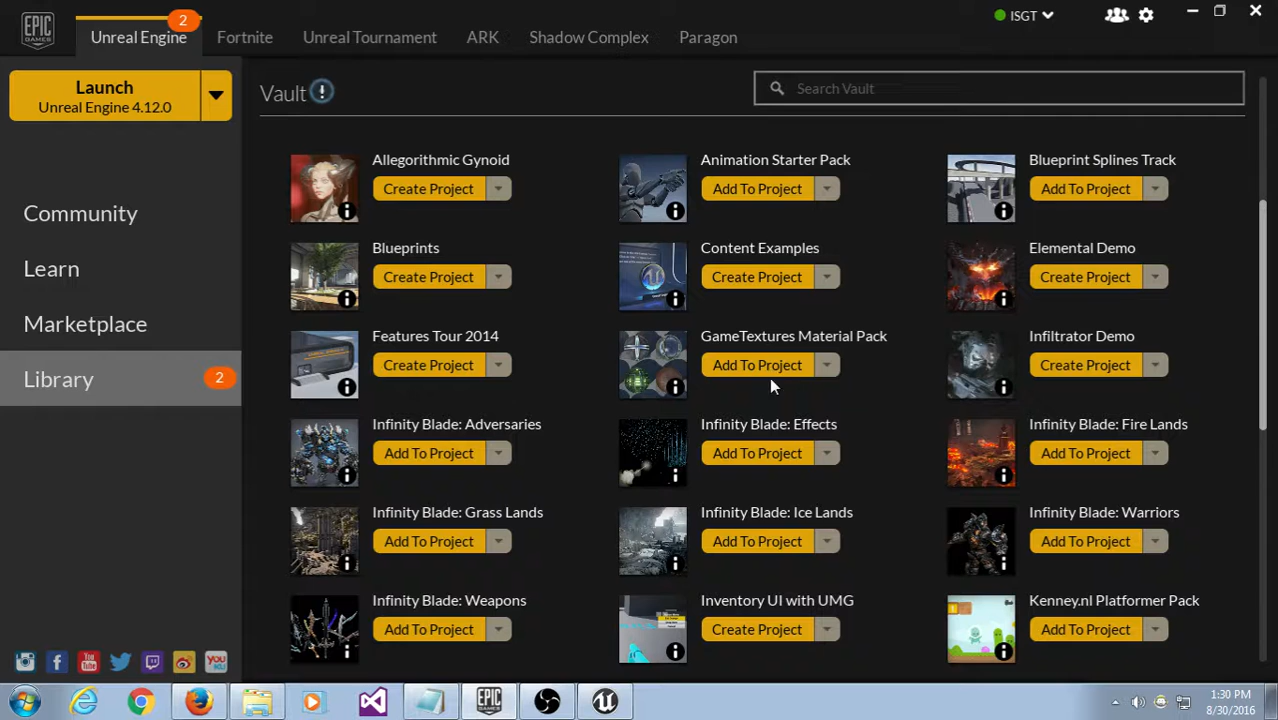 EPIC GAMES
Unreal Engine 2 Fortnite Unreal Tournament ARK Shadow Complex Paragon ISGT
Launch
Unreal Engine 4.12.0
Vault Search Vault
Community
Learn
Marketplace
Library 2
Allegorithmic Gynoid Animation Starter Pack Blueprint Splines Track
Create Project Add To Project Add To Project
Blueprints Content Examples Elemental Demo
Create Project Create Project Create Project
Features Tour 2014 GameTextures Material Pack Infiltrator Demo
Create Project Add To Project Create Project
Infinity Blade: Adversaries Infinity Blade: Effects Infinity Blade: Fire Lands
Add To Project Add To Project Add To Project
Infinity Blade: Grass Lands Infinity Blade: Ice Lands Infinity Blade: Warriors
Add To Project Add To Project Add To Project
Infinity Blade: Weapons Inventory UI with UMG Kenney.nl Platformer Pack
Add To Project Create Project Add To Project
You Tube YOU KU
EPIC
1:30 PM
8/30/2016